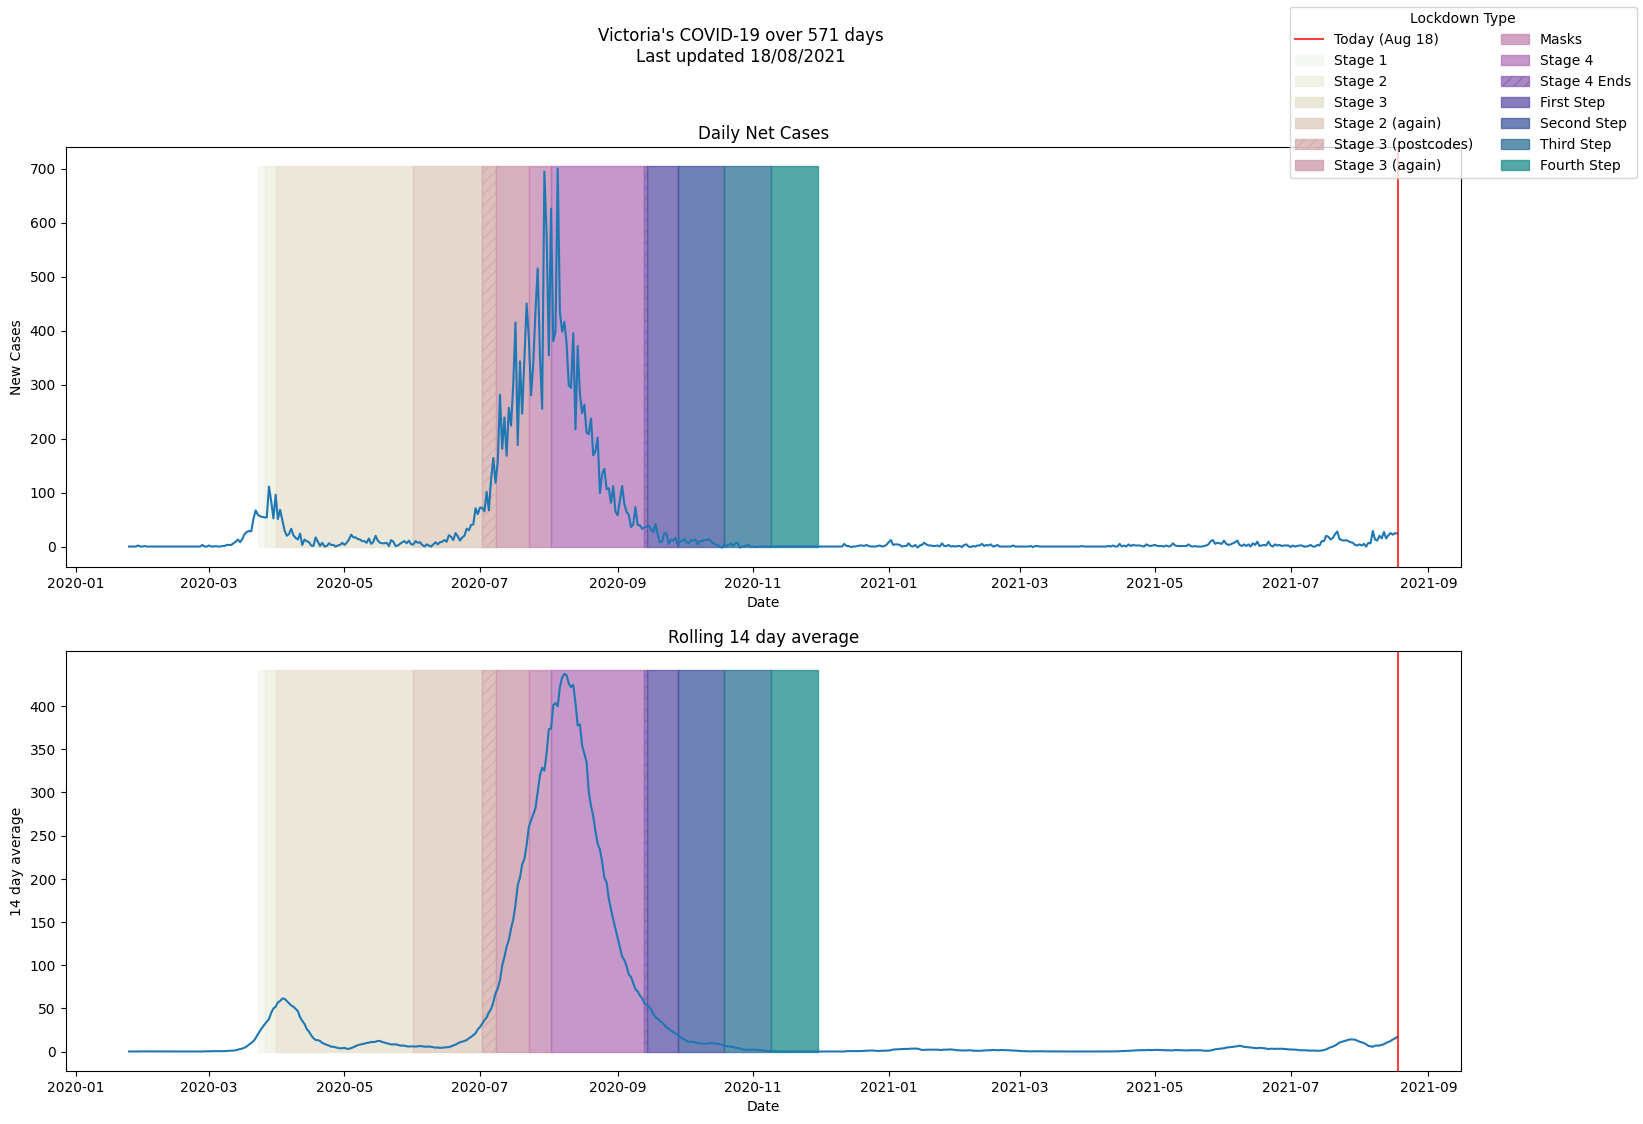 Victoria's COVID-19 over 571 days
Last updated 18/08/2021
Lockdown Type
Today (Aug 18)
Stage 1
Stage 2
Stage 3
Stage 2 (again)
Stage 3 (postcodes)
Stage 3 (again)
Masks
Stage 4
Stage 4 Ends
First Step
Second Step
Third Step
Fourth Step
Daily Net Cases
New Cases
700
600
500
400
300
200
100
0
2020-01 2020-03 2020-05 2020-07 2020-09 2020-11 2021-01 2021-03 2021-05 2021-07 2021-09
Date
Rolling 14 day average
14 day average
400
350
300
250
200
150
100
50
0
2020-01 2020-03 2020-05 2020-07 2020-09 2020-11 2021-01 2021-03 2021-05 2021-07 2021-09
Date